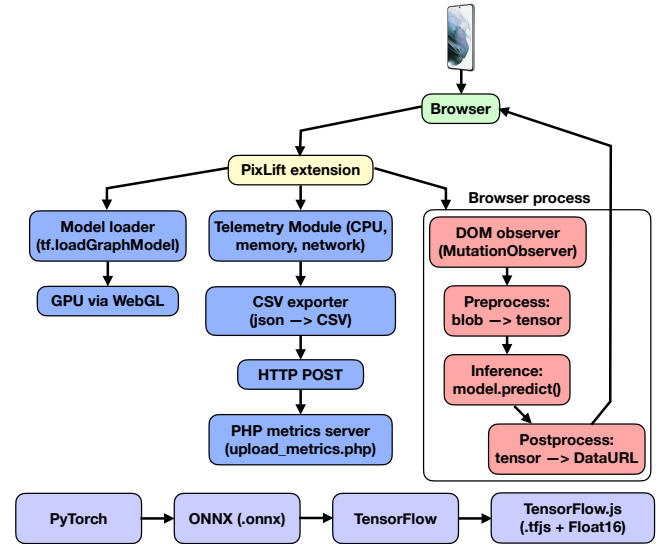 Browser
PixLift extension
Browser process
Model loader
(tf.loadGraphModel)
GPU via WebGL
Telemetry Module (CPU,
memory, network)
CSV exporter
(json —> CSV)
HTTP POST
PHP metrics server
(upload_metrics.php)
DOM observer
(MutationObserver)
Preprocess:
blob —> tensor
Inference:
model.predict()
Postprocess:
tensor —> DataURL
PyTorch
ONNX (.onnx)
TensorFlow
TensorFlow.js
(.tfjs + Float16)